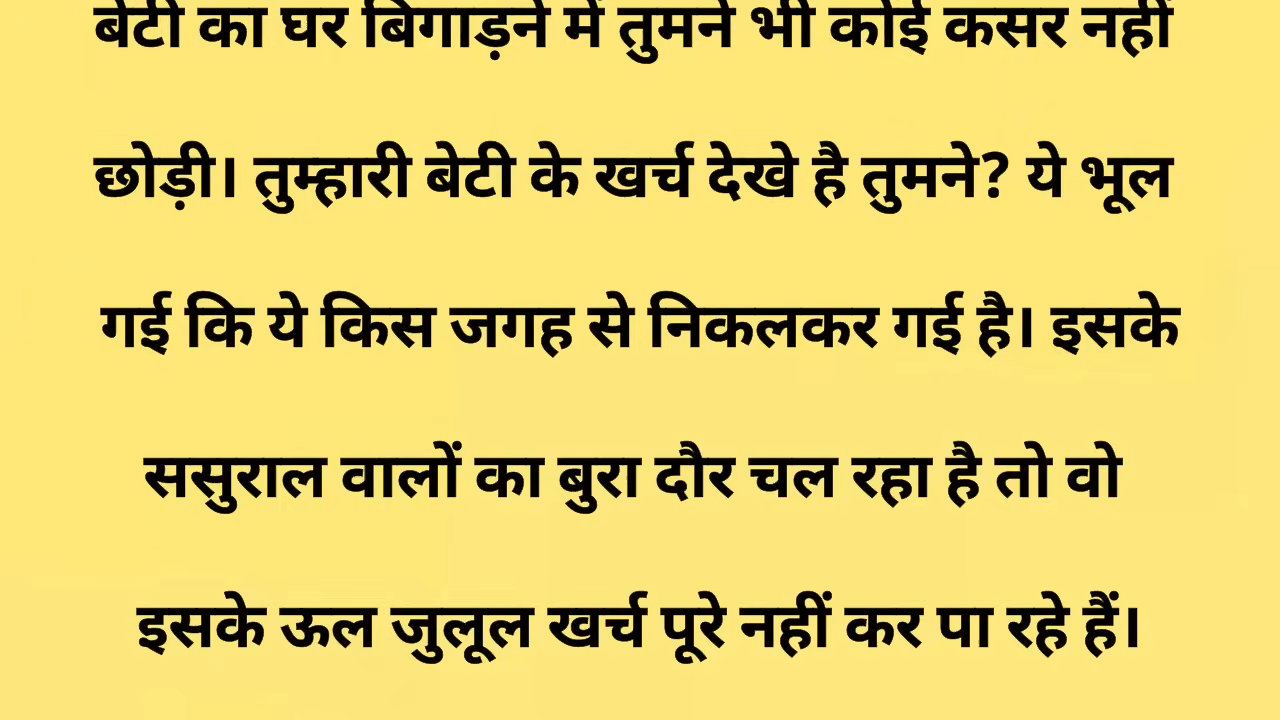 बेटी का घर बिगाड़ने में तुमने भी कोई कसर नहीं
छोड़ी। तुम्हारी बेटी के खर्च देखे है तुमने? ये भूल
गई कि ये किस जगह से निकलकर गई है। इसके
ससुराल वालों का बुरा दौर चल रहा है तो वो
इसके ऊल जुलूल खर्च पूरे नहीं कर पा रहे हैं।